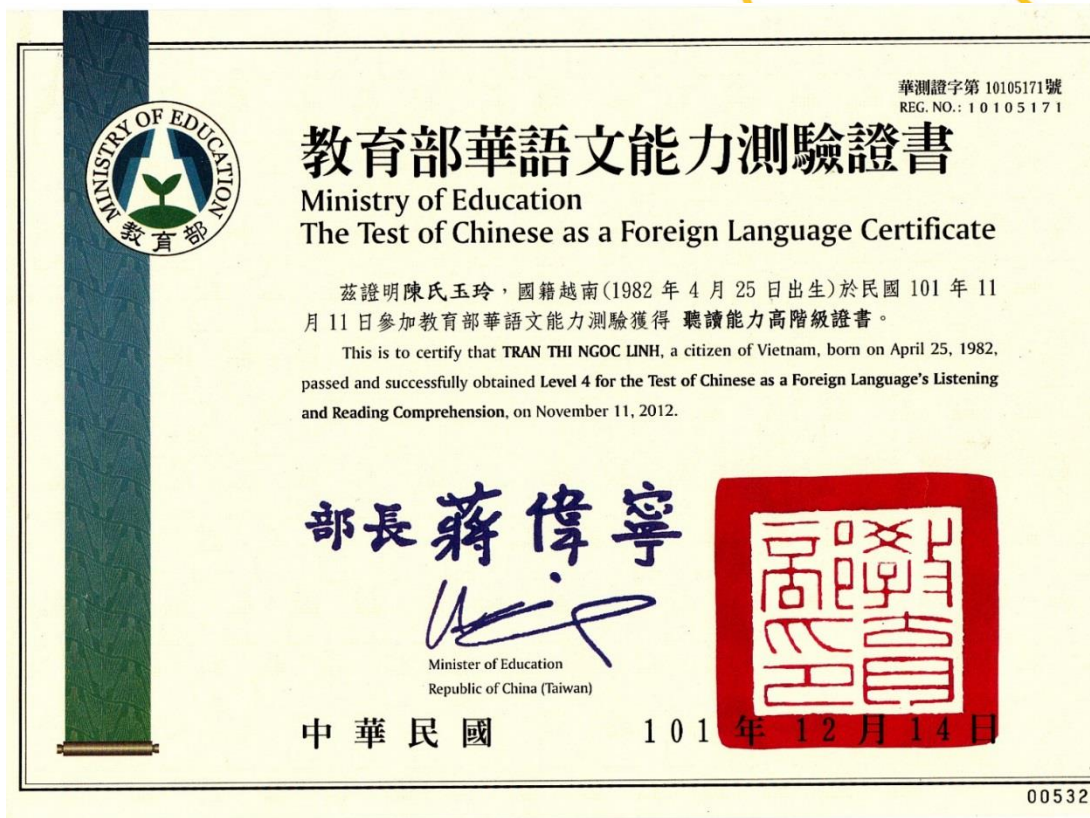 華測證字第 10105171號
REG. NO.: 10105171
MINISTRY OF EDUCATION
教育部
教育部華語文能力測驗證書
Ministry of Education
The Test of Chinese as a Foreign Language Certificate
茲證明陳氏玉玲，國籍越南(1982 年 4 月 25 日出生)於民國 101 年 11
月 11 日參加教育部華語文能力測驗獲得 聽讀能力高階級證書。
This is to certify that TRAN THI NGOC LINH, a citizen of Vietnam, born on April 25, 1982,
passed and successfully obtained Level 4 for the Test of Chinese as a Foreign Language's Listening
and Reading Comprehension, on November 11, 2012.
部長 蔣偉寧
Minister of Education
Republic of China (Taiwan)
教育部印
中華民國 101 年 12 月 14 日
00532